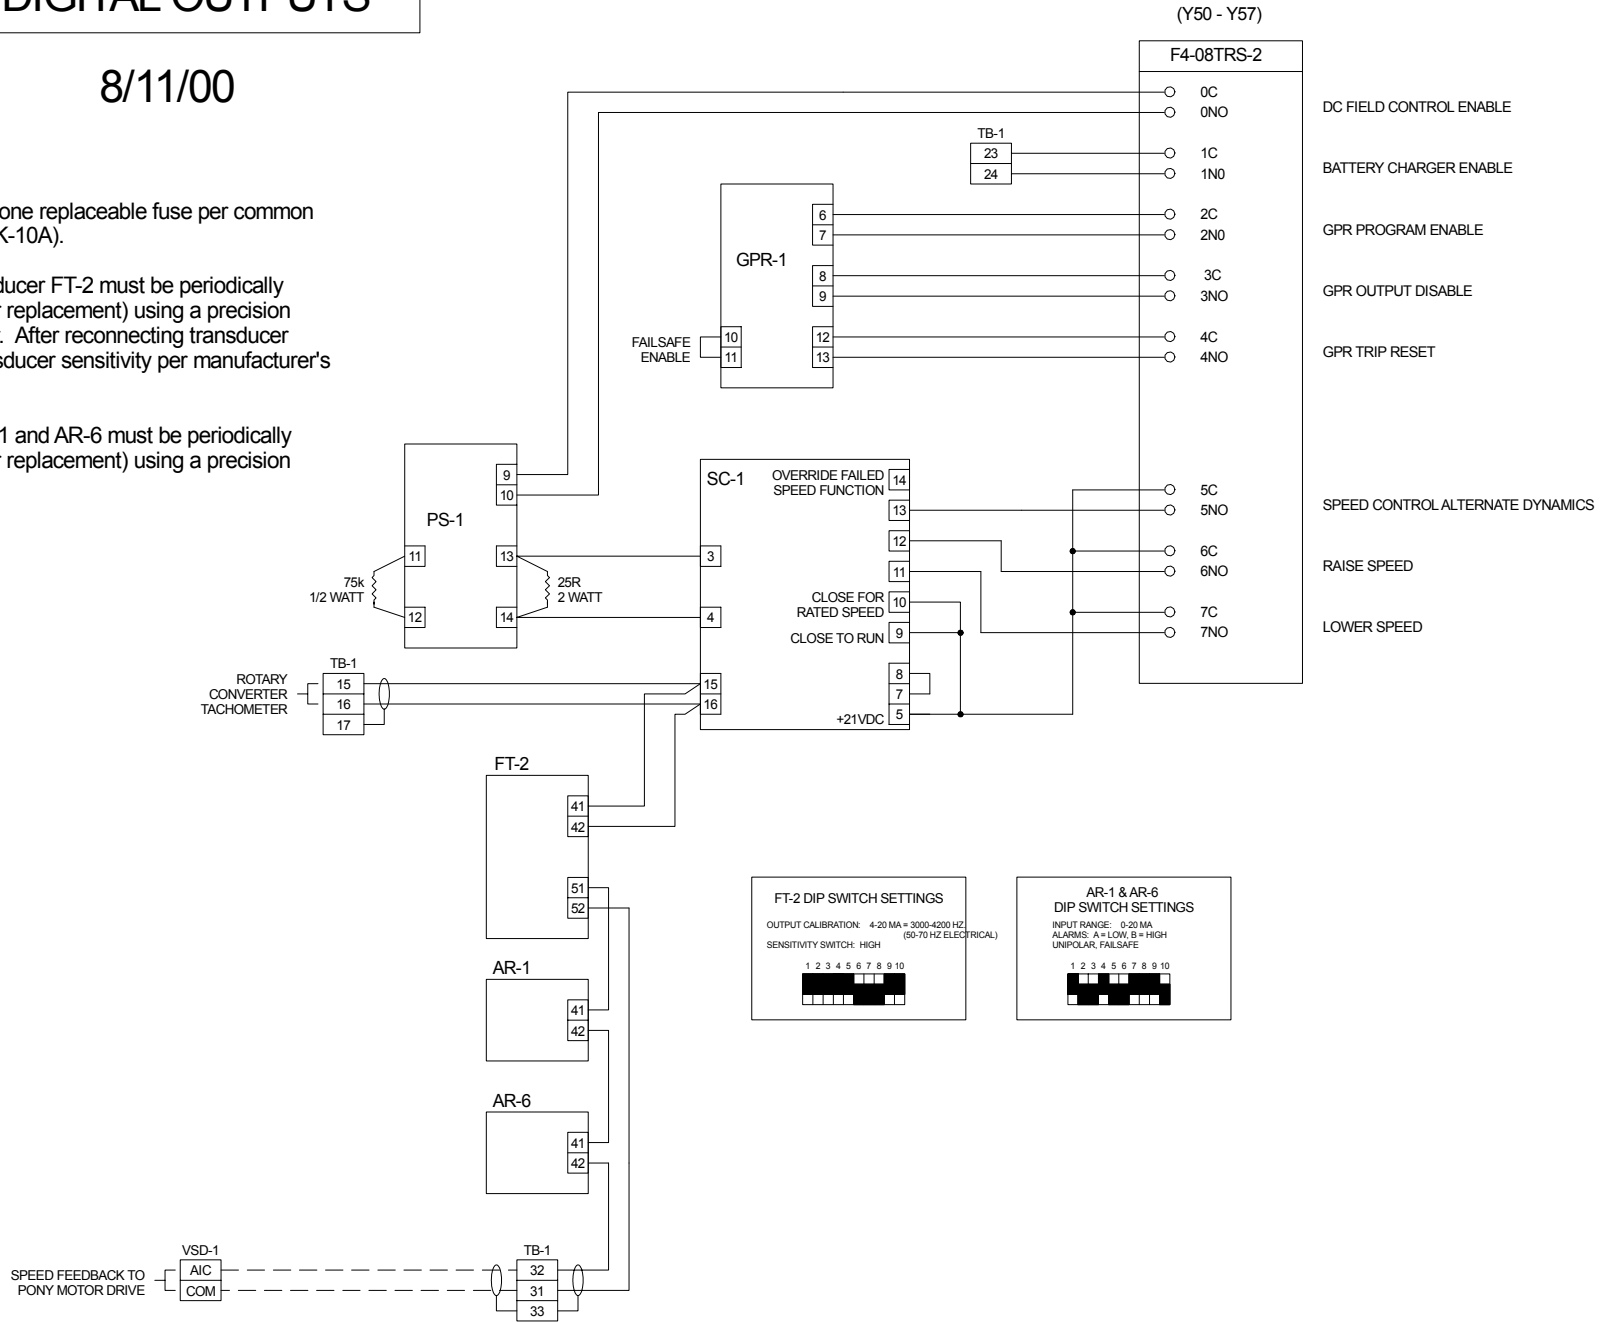 DIGITAL OUTPUTS
8/11/00
one replaceable fuse per common
K-10A).
ducer FT-2 must be periodically
r replacement) using a precision
. After reconnecting transducer
sducer sensitivity per manufacturer's
1 and AR-6 must be periodically
r replacement) using a precision
(Y50 - Y57)
F4-08TRS-2
0C
0NO
DC FIELD CONTROL ENABLE
TB-1
23
24
1C
1N0
BATTERY CHARGER ENABLE
2C
2N0
GPR PROGRAM ENABLE
3C
3NO
GPR OUTPUT DISABLE
4C
4NO
GPR TRIP RESET
5C
5NO
SPEED CONTROL ALTERNATE DYNAMICS
6C
6NO
RAISE SPEED
7C
7NO
LOWER SPEED
GPR-1
6
7
8
9
10
11
12
13
FAILSAFE
ENABLE
PS-1
9
10
11
12
13
14
75k
1/2 WATT
25R
2 WATT
SC-1
OVERRIDE FAILED
SPEED FUNCTION
14
13
12
11
CLOSE FOR
RATED SPEED
10
CLOSE TO RUN
9
8
7
+21VDC
5
3
4
15
16
ROTARY
CONVERTER
TACHOMETER
TB-1
15
16
17
FT-2
41
42
51
52
AR-1
41
42
AR-6
41
42
SPEED FEEDBACK TO
PONY MOTOR DRIVE
VSD-1
AIC
COM
TB-1
32
31
33
FT-2 DIP SWITCH SETTINGS
OUTPUT CALIBRATION: 4-20 MA = 3000-4200 HZ.
(50-70 HZ ELECTRICAL)
SENSITIVITY SWITCH: HIGH
1 2 3 4 5 6 7 8 9 10
AR-1 & AR-6
DIP SWITCH SETTINGS
INPUT RANGE: 0-20 MA
ALARMS: A = LOW, B = HIGH
UNIPOLAR, FAILSAFE
1 2 3 4 5 6 7 8 9 10